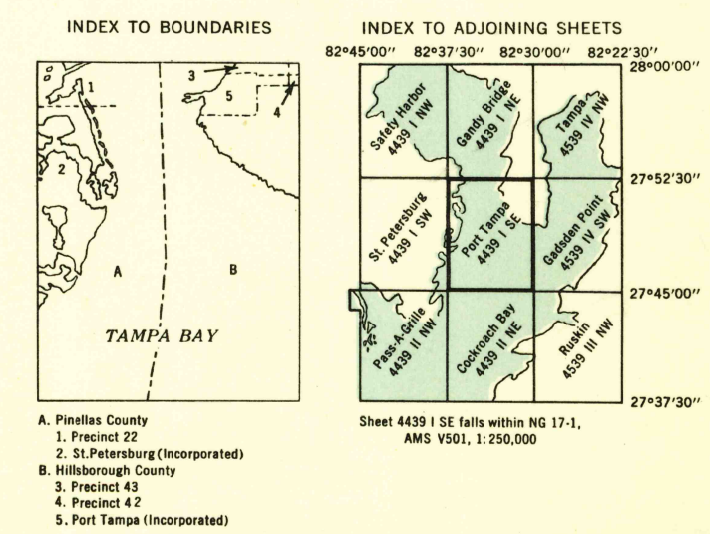 INDEX TO BOUNDARIES
1
2
3
5
4
A
B
TAMPA BAY
A. Pinellas County
1. Precinct 22
2. St.Petersburg (Incorporated)
B. Hillsborough County
3. Precinct 43
4. Precinct 42
5. Port Tampa (Incorporated)
INDEX TO ADJOINING SHEETS
82°45'00" 82°37'30" 82°30'00" 82°22'30"
28°00'00"
Safety Harbor
4439 I NW
Gandy Bridge
4439 I NE
Tampa
4539 IV NW
27°52'30"
St. Petersburg
4439 I SW
Port Tampa
4439 I SE
Gadsden Point
4539 IV SW
27°45'00"
Pass-A-Grille
4439 II NW
Cockroach Bay
4439 II NE
Ruskin
4539 III NW
27°37'30"
Sheet 4439 I SE falls within NG 17-1,
AMS V501, 1:250,000